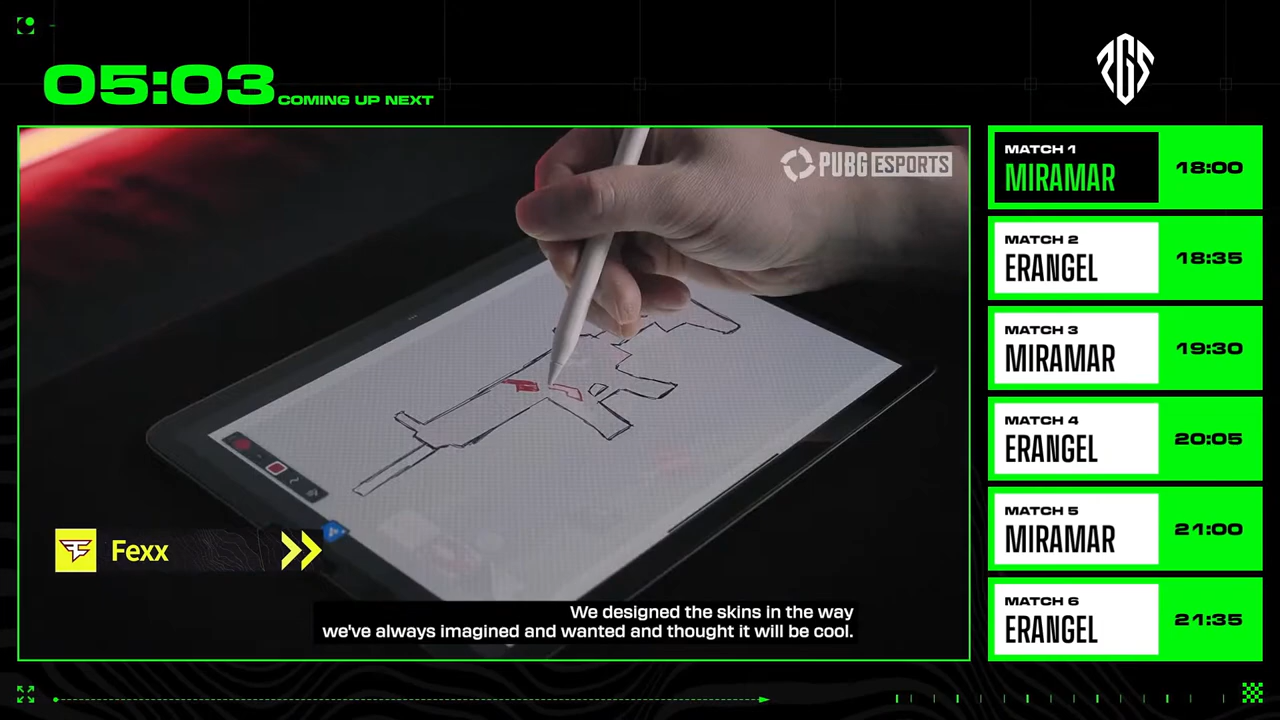 05:03
COMING UP NEXT
PGS
PUBG ESPORTS
MATCH 1
MIRAMAR
18:00
MATCH 2
ERANGEL
18:35
MATCH 3
MIRAMAR
19:30
MATCH 4
ERANGEL
20:05
MATCH 5
MIRAMAR
21:00
MATCH 6
ERANGEL
21:35
Fexx
We designed the skins in the way
we've always imagined and wanted and thought it will be cool.